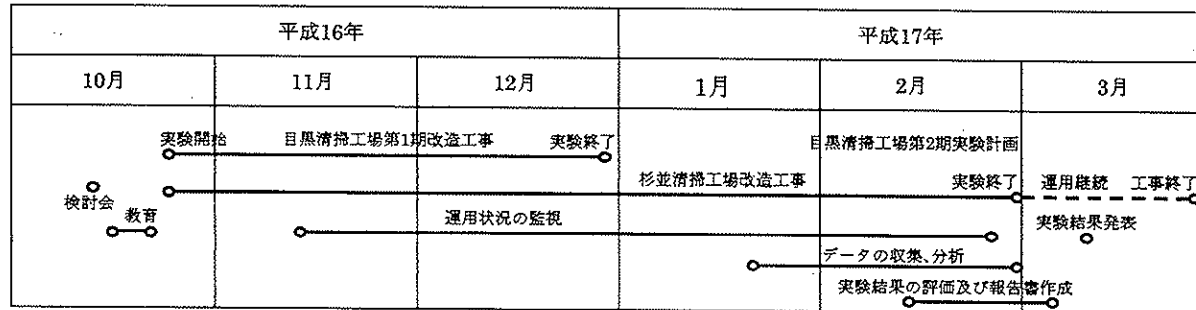 平成16年 平成17年
10月 11月 12月 1月 2月 3月
実験開始 目黒清掃工場第1期改造工事 実験終了 目黒清掃工場第2期実験計画
杉並清掃工場改造工事 実験終了 運用継続 工事終了
検討会
教育 運用状況の監視 実験結果発表
データの収集、分析
実験結果の評価及び報告書作成